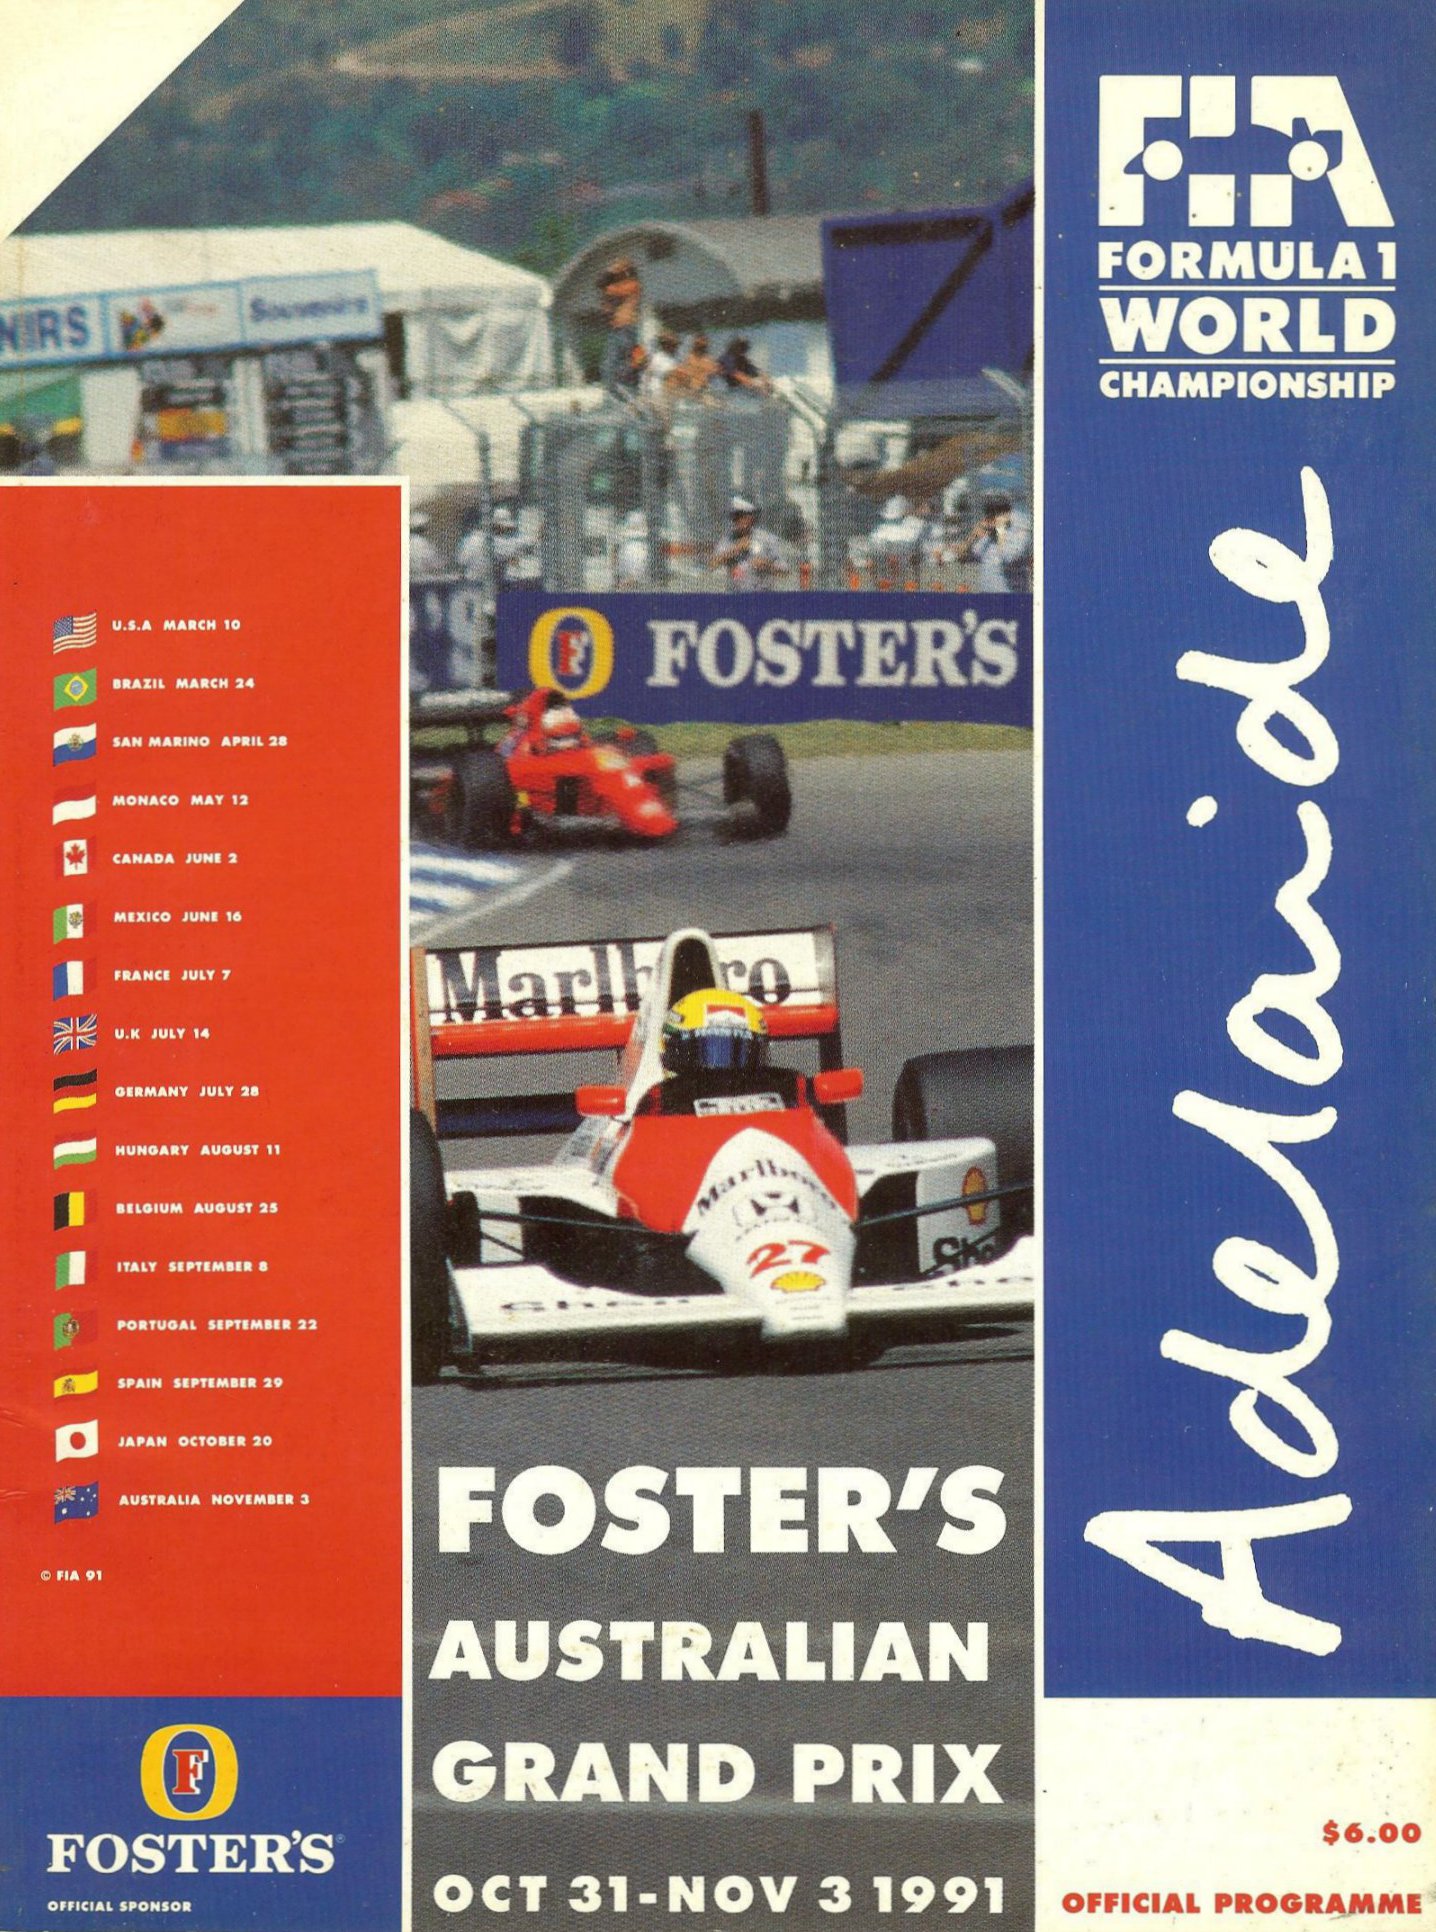 FIA
FORMULA 1
WORLD
CHAMPIONSHIP
Adelaide
Souvenirs
FOSTER'S
U.S.A MARCH 10
BRAZIL MARCH 24
SAN MARINO APRIL 28
MONACO MAY 12
CANADA JUNE 2
MEXICO JUNE 16
FRANCE JULY 7
U.K JULY 14
GERMANY JULY 28
HUNGARY AUGUST 11
BELGIUM AUGUST 25
ITALY SEPTEMBER 8
PORTUGAL SEPTEMBER 22
SPAIN SEPTEMBER 29
JAPAN OCTOBER 20
AUSTRALIA NOVEMBER 3
© FIA 91
Marlboro
Marlboro
27
Shell
FOSTER'S
AUSTRALIAN
GRAND PRIX
OCT 31-NOV 3 1991
F
FOSTER'S®
OFFICIAL SPONSOR
$6.00
OFFICIAL PROGRAMME